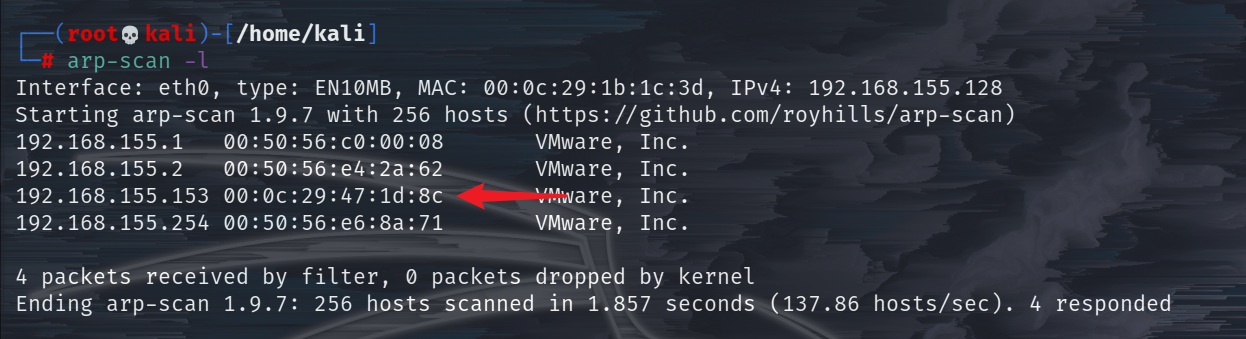 ┌──(root💀kali)-[/home/kali]
└─# arp-scan -l
Interface: eth0, type: EN10MB, MAC: 00:0c:29:1b:1c:3d, IPv4: 192.168.155.128
Starting arp-scan 1.9.7 with 256 hosts (https://github.com/royhills/arp-scan)
192.168.155.1   00:50:56:c0:00:08       VMware, Inc.
192.168.155.2   00:50:56:e4:2a:62       VMware, Inc.
192.168.155.153 00:0c:29:47:1d:8c       VMware, Inc.
192.168.155.254 00:50:56:e6:8a:71       VMware, Inc.
4 packets received by filter, 0 packets dropped by kernel
Ending arp-scan 1.9.7: 256 hosts scanned in 1.857 seconds (137.86 hosts/sec). 4 responded